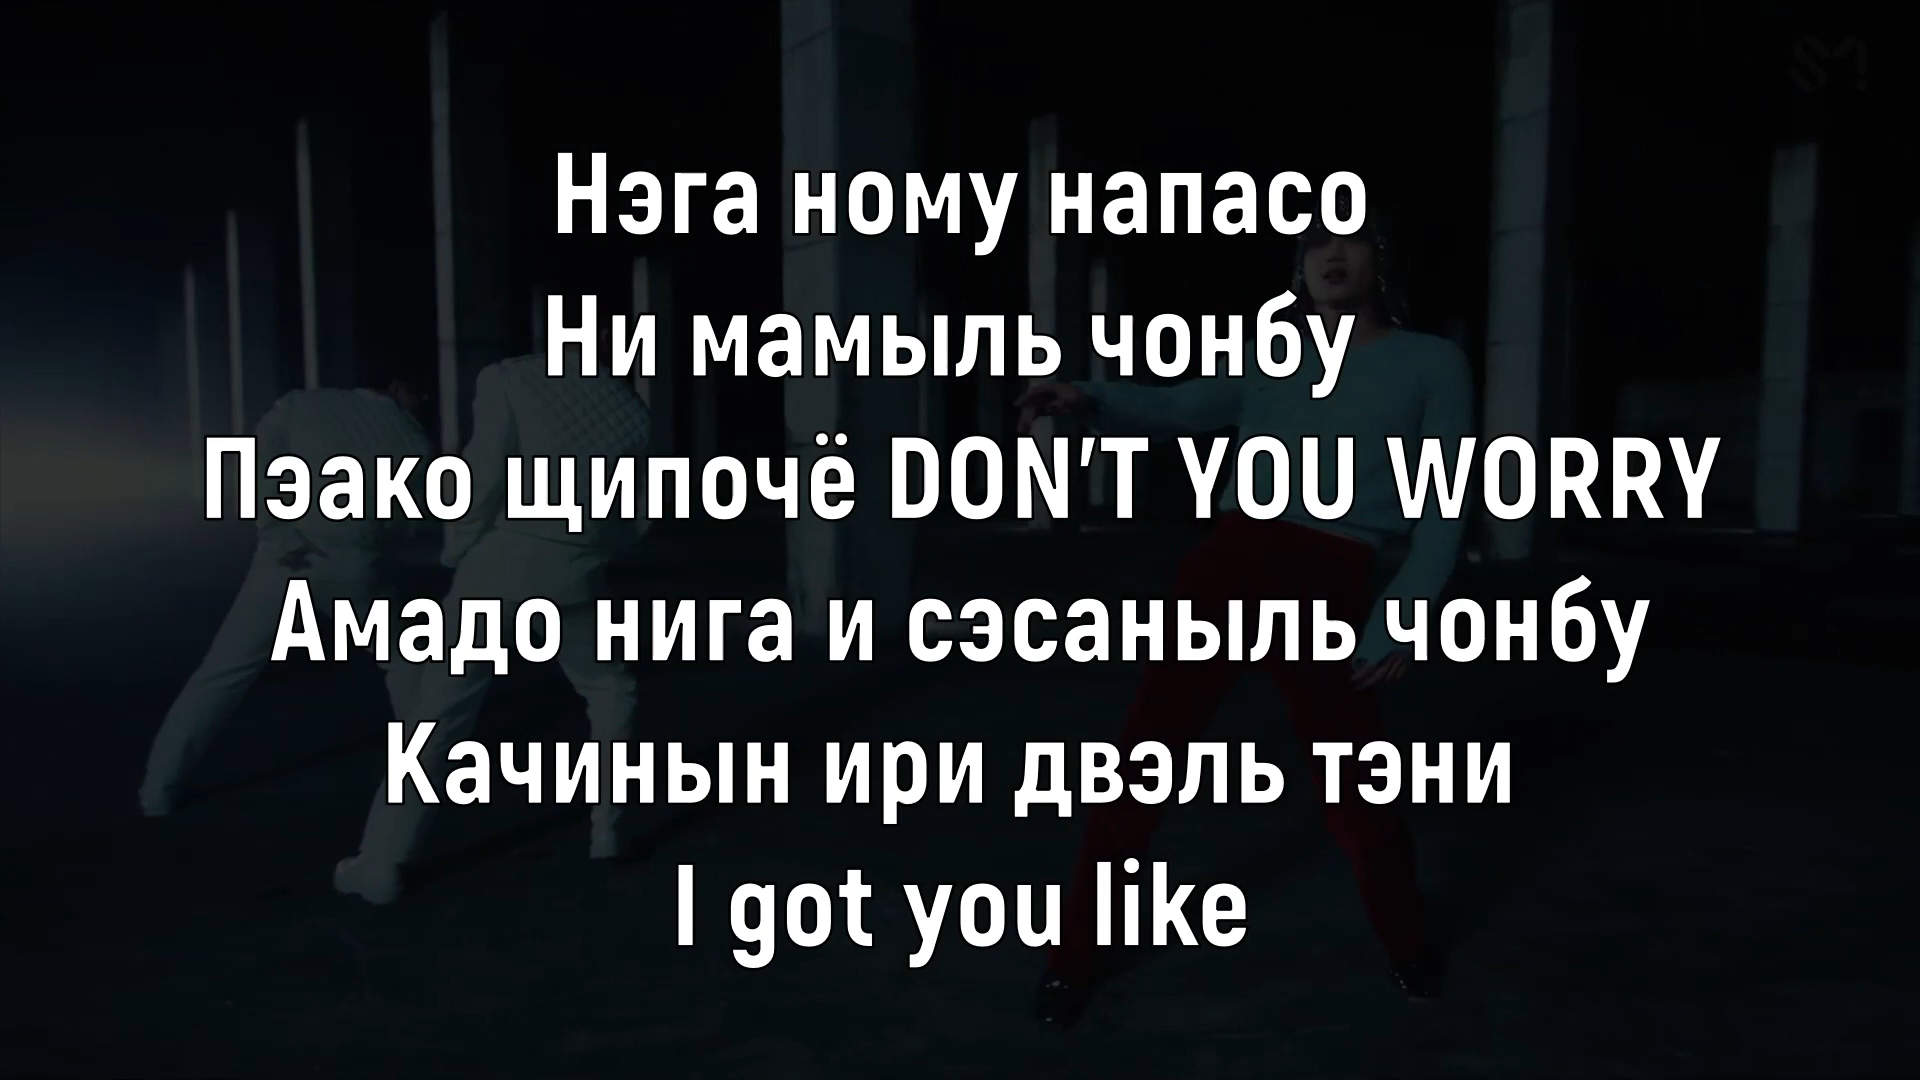 Нэга ному напасо
Ни мамыль чонбу
Пэако щипочё DON'T YOU WORRY
Амадо нига и сэсаныль чонбу
Качинын ири двэль тэни
I got you like
SM